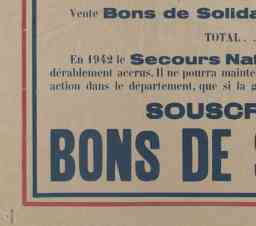 Vente Bons de Solida
TOTAL. .
En 1942 le Secours Nat
dérablement accrus. Il ne pourra mainte
action dans le département, que si la g
SOUSCR
BONS DE S